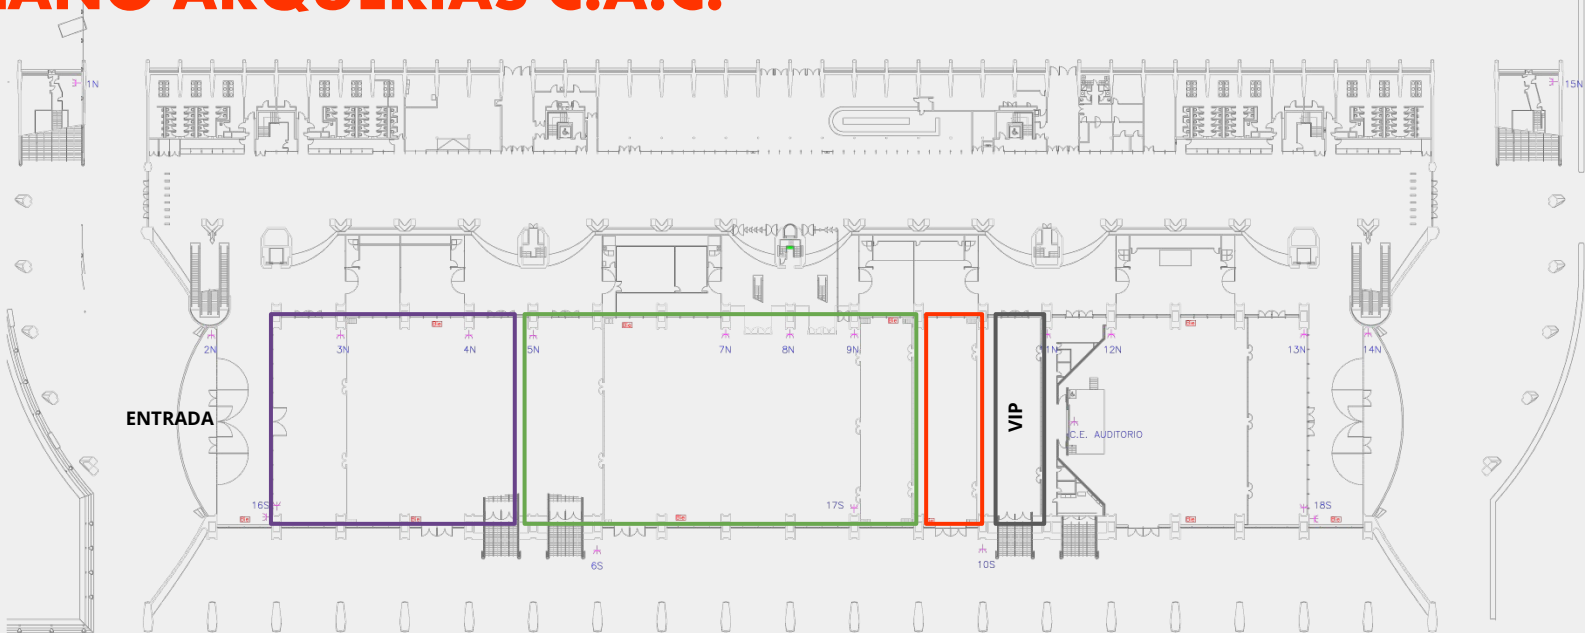 ARQUERÍAS C.A.C.
1N
15N
2N
3N
4N
5N
7N
8N
9N
12N
13N
14N
ENTRADA
VIP
C.E. AUDITORIO
16S
17S
18S
6S
10S